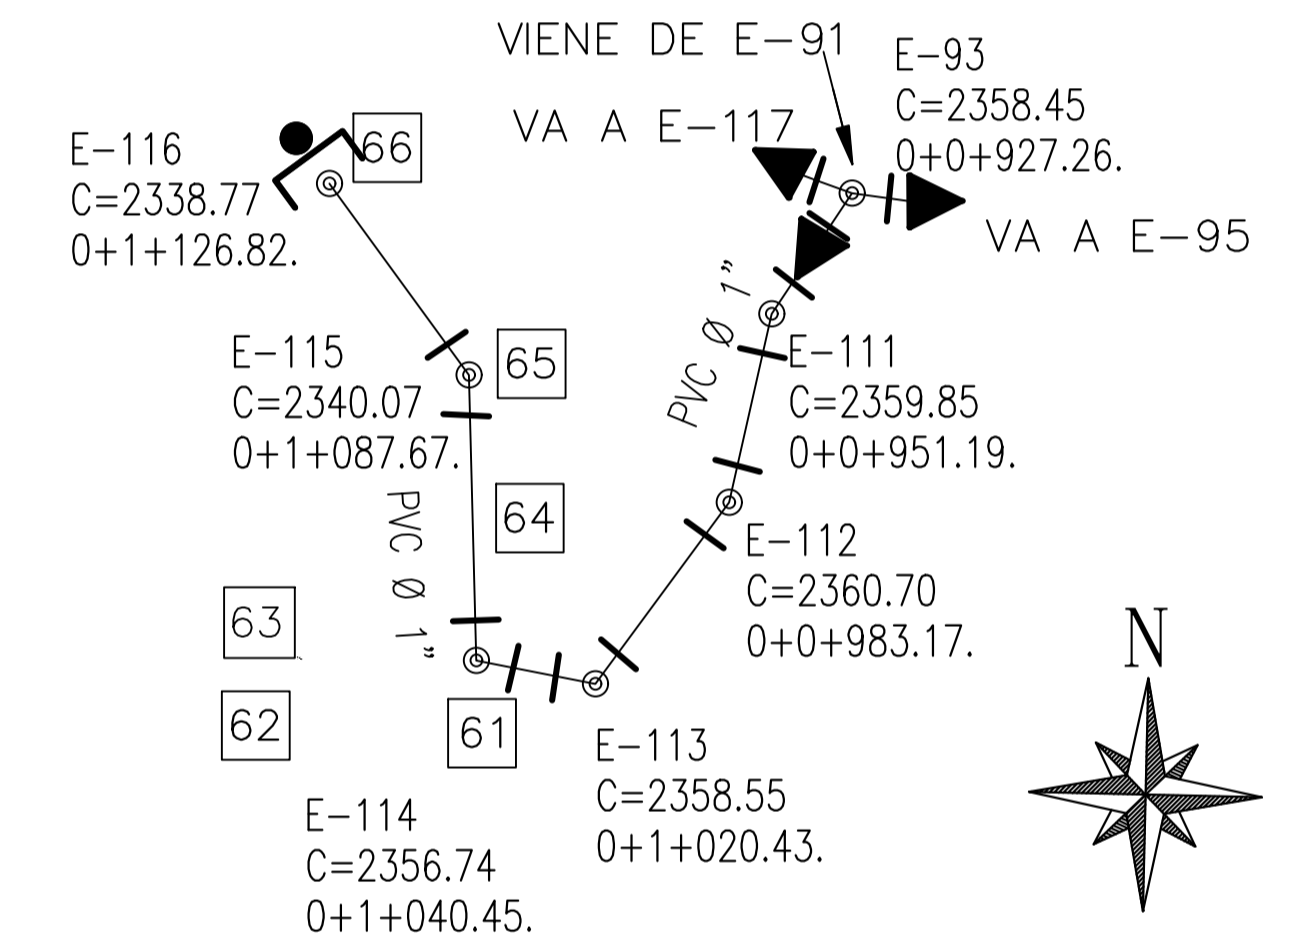 VIENE DE E-91
E-93
C=2358.45
0+0+927.26.
VA A E-117
VA A E-95
66
E-116
C=2338.77
0+1+126.82.
PVC Ø 1"
E-111
C=2359.85
0+0+951.19.
65
E-115
C=2340.07
0+1+087.67.
64
PVC Ø 1"
E-112
C=2360.70
0+0+983.17.
63
62
61
E-113
C=2358.55
0+1+020.43.
E-114
C=2356.74
0+1+040.45.
N